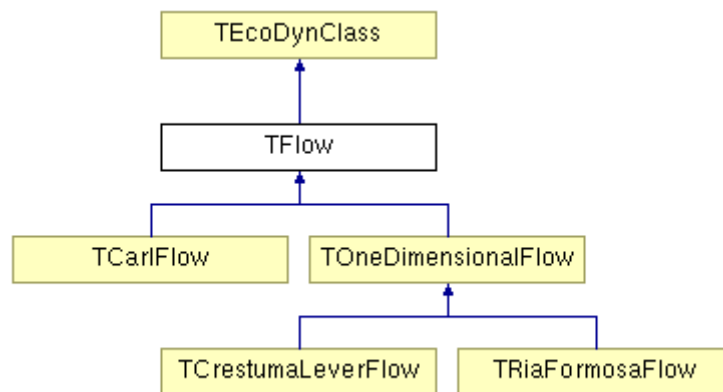 TEcoDynClass
TFlow
TCarlFlow
TOneDimensionalFlow
TCrestumaLeverFlow
TRiaFormosaFlow